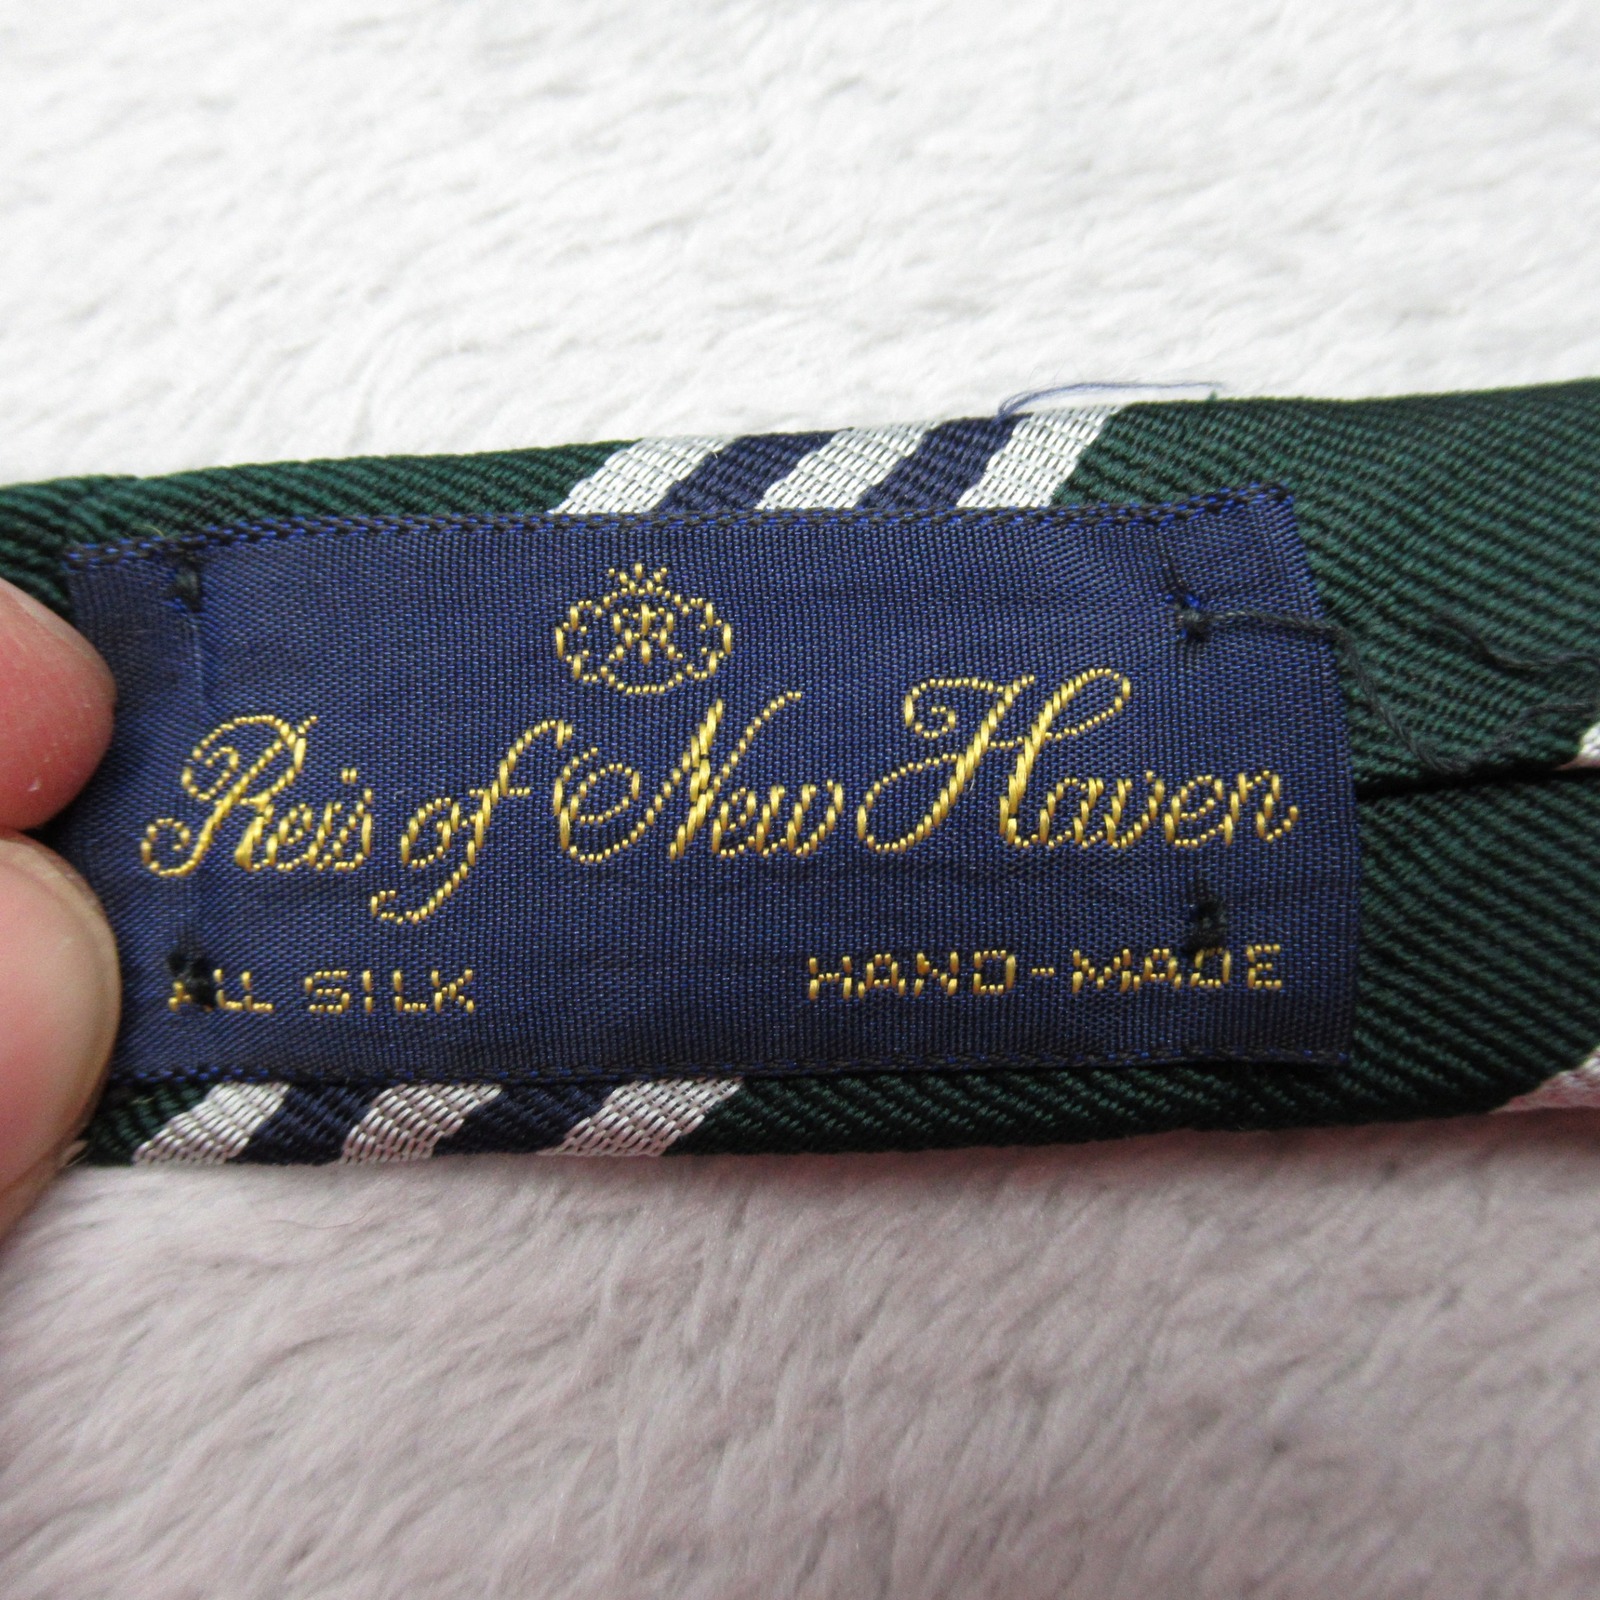 Reis of New Haven
ALL SILK HAND-MADE